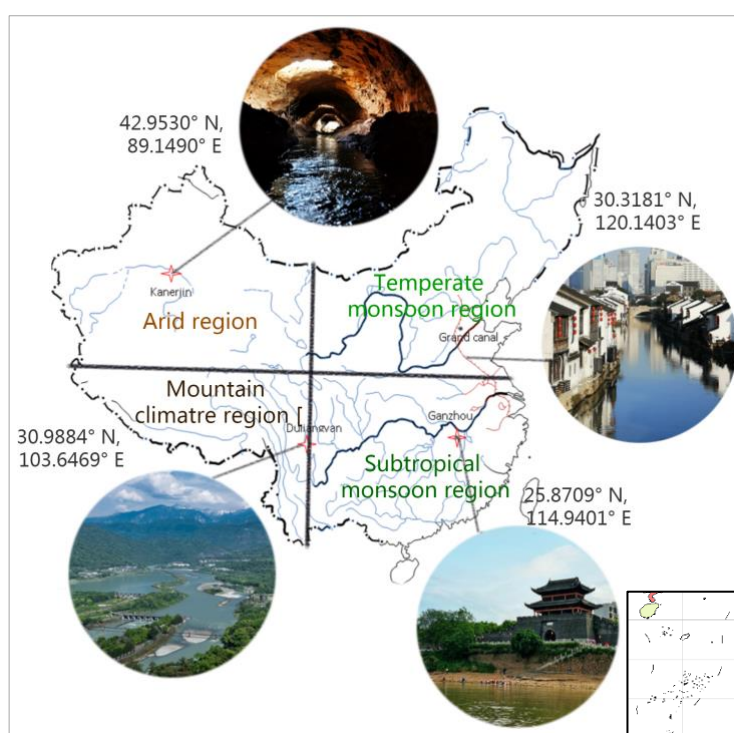 42.9530° N,
89.1490° E
30.3181° N,
120.1403° E
Kanerjin
Temperate
monsoon region
Grand canal
Arid region
Mountain
climatre region [
Dujiangyan
Ganzhou
30.9884° N,
103.6469° E
Subtropical
monsoon region
25.8709° N,
114.9401° E